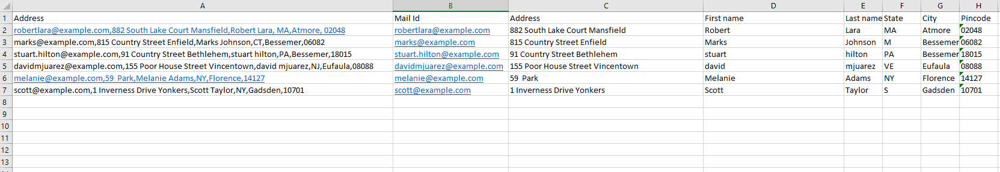 A B C D E F G H
1 Address Mail Id Address First name Last name State City Pincode
2 robertlara@example.com,882 South Lake Court Mansfield,Robert Lara, MA,Atmore, 02048 robertlara@example.com 882 South Lake Court Mansfield Robert Lara MA Atmore 02048
3 marks@example.com,815 Country Street Enfield,Marks Johnson,CT,Bessemer,06082 marks@example.com 815 Country Street Enfield Marks Johnson M Bessemer 06082
4 stuart.hilton@example.com,91 Country Street Bethlehem,stuart hilton,PA,Bessemer,18015 stuart.hilton@example.com 91 Country Street Bethlehem stuart hilton PA Bessemer 18015
5 davidmjuarez@example.com,155 Poor House Street Vincentown,david mjuarez,NJ,Eufaula,08088 davidmjuarez@example.com 155 Poor House Street Vincentown david mjuarez VE Eufaula 08088
6 melanie@example.com,59  Park,Melanie Adams,NY,Florence,14127 melanie@example.com 59  Park Melanie Adams NY Florence 14127
7 scott@example.com,1 Inverness Drive Yonkers,Scott Taylor,NY,Gadsden,10701 scott@example.com 1 Inverness Drive Yonkers Scott Taylor S Gadsden 10701
8
9
10
11
12
13